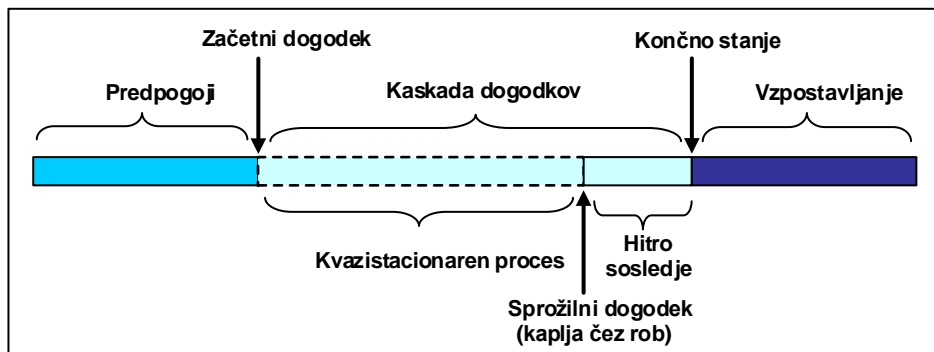 Začetni dogodek
Končno stanje
Predpogoji
Kaskada dogodkov
Vzpostavljanje
Kvazistacionaren proces
Hitro
sosledje
Sprožilni dogodek
(kaplja čez rob)